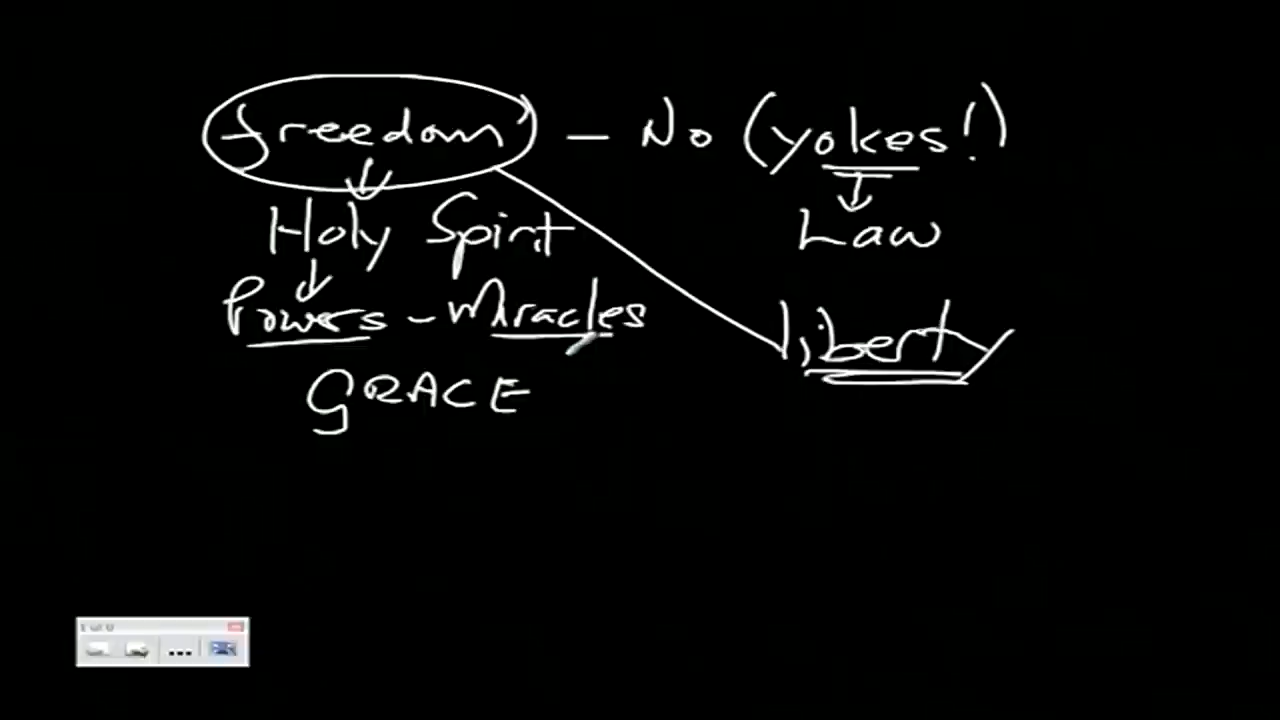 freedom - No (yokes!)
Holy Spirit
Law
Powers - Miracles
liberty
GRACE